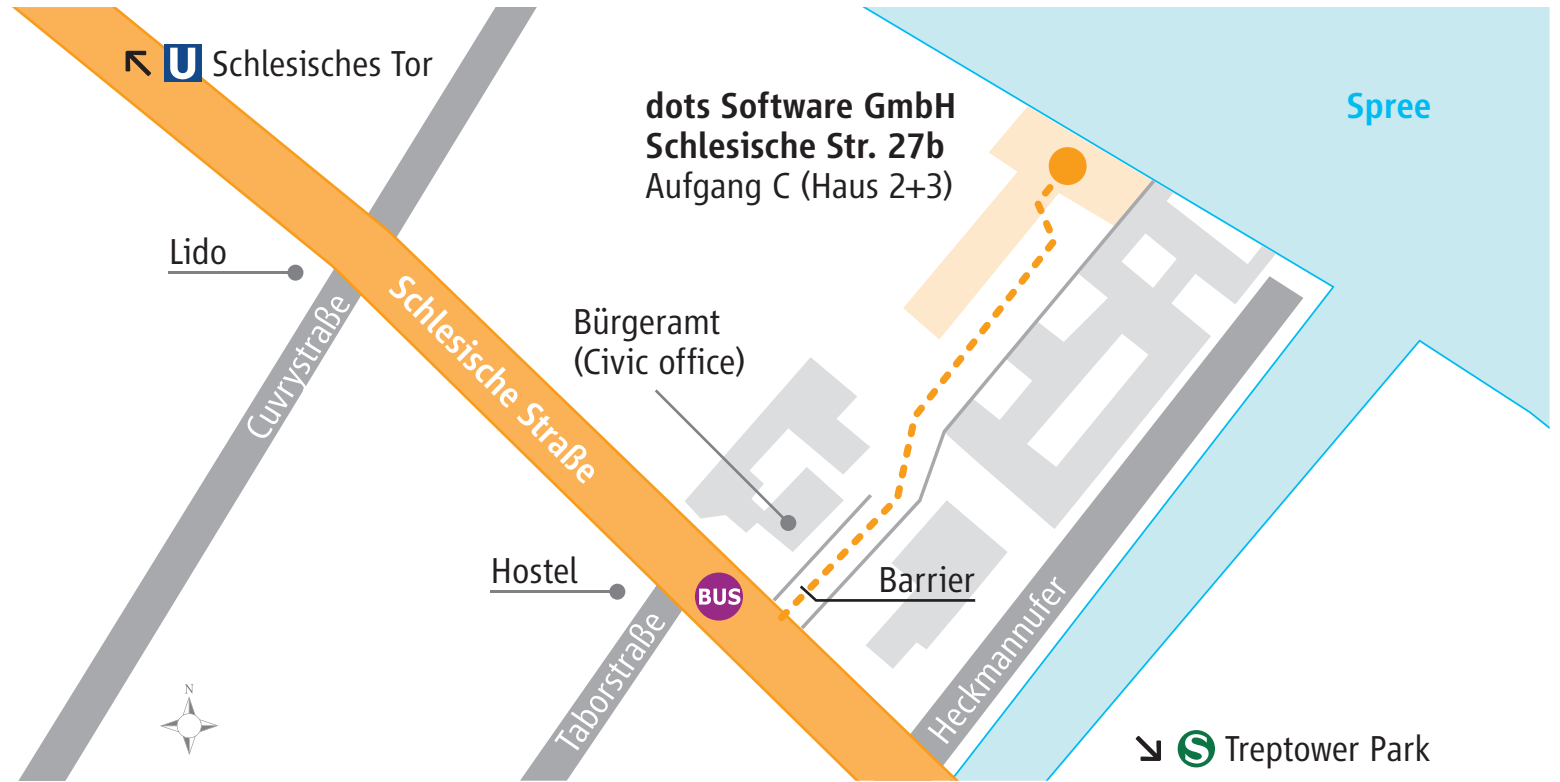 U Schlesisches Tor
dots Software GmbH
Schlesische Str. 27b
Aufgang C (Haus 2+3)
Spree
Lido
Cuvrystraße
Schlesische Straße
Bürgeramt
(Civic office)
Hostel
BUS
Barrier
Taborstraße
Heckmannufer
N
S Treptower Park